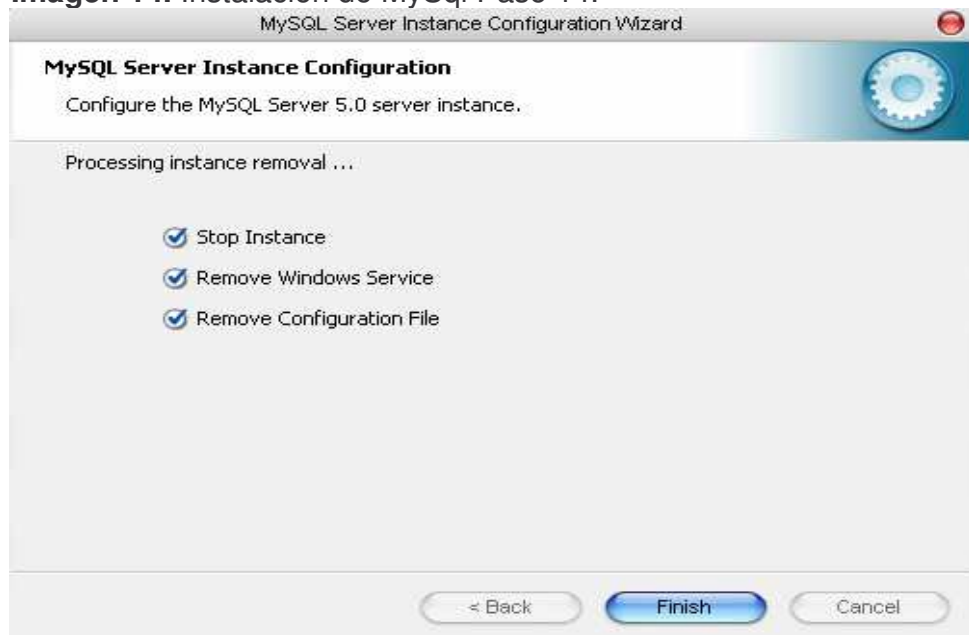 Instalación de MySql Paso
MySQL Server Instance Configuration Wizard
MySQL Server Instance Configuration
Configure the MySQL Server 5.0 server instance.
Processing instance removal ...
Stop Instance
Remove Windows Service
Remove Configuration File
< Back Finish Cancel